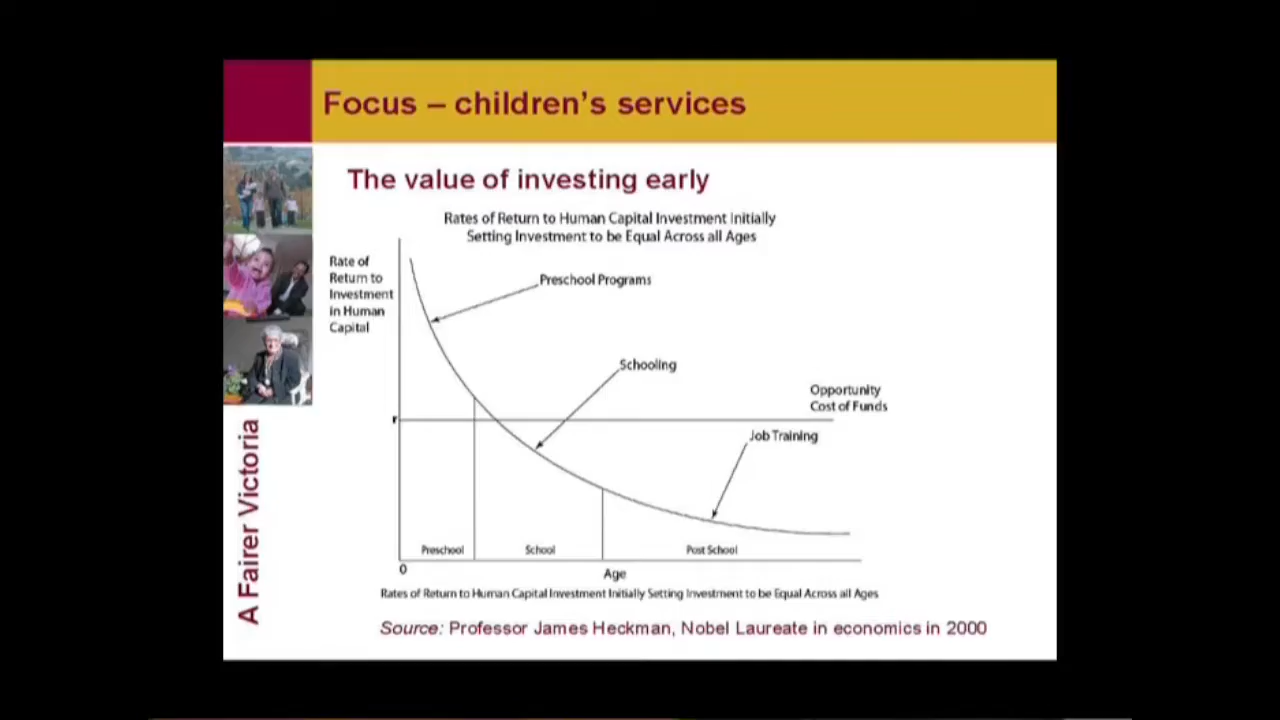 Focus – children's services
The value of investing early
Rates of Return to Human Capital Investment Initially
Setting Investment to be Equal Across all Ages
Rate of
Return to
Investment
in Human
Capital
Preschool Programs
Schooling
Opportunity
Cost of Funds
r
Job Training
Preschool
School
Post School
0
Age
Rates of Return to Human Capital Investment Initially Setting Investment to be Equal Across all Ages
Source: Professor James Heckman, Nobel Laureate in economics in 2000
A Fairer Victoria